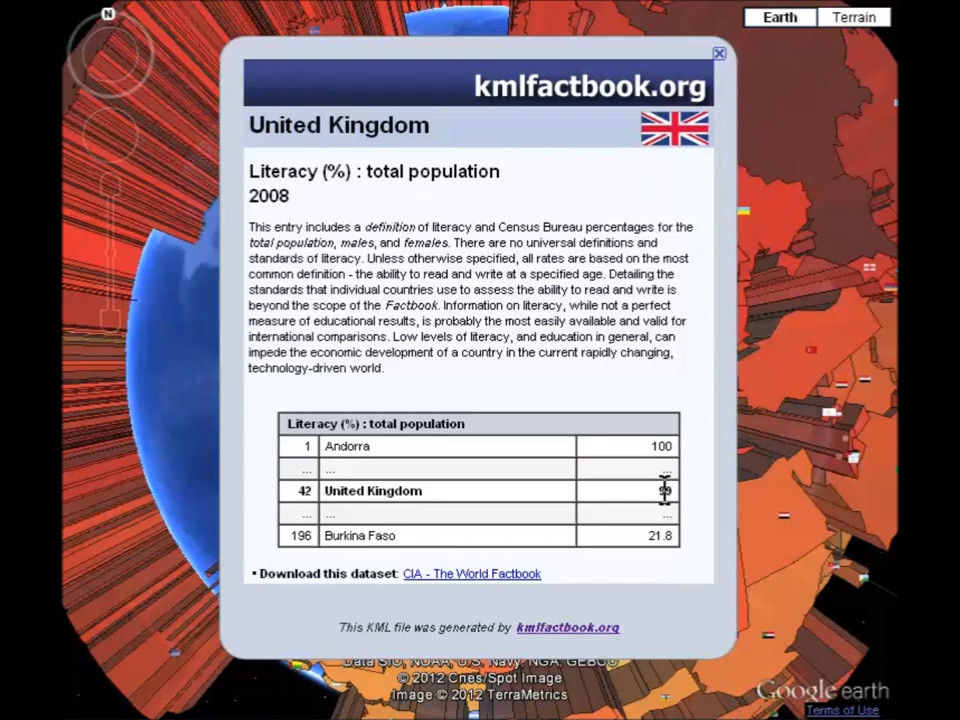 N
Earth
Terrain
kmlfactbook.org
United Kingdom
Literacy (%) : total population
2008
This entry includes a definition of literacy and Census Bureau percentages for the
total population, males, and females. There are no universal definitions and
standards of literacy. Unless otherwise specified, all rates are based on the most
common definition - the ability to read and write at a specified age. Detailing the
standards that individual countries use to assess the ability to read and write is
beyond the scope of the Factbook. Information on literacy, while not a perfect
measure of educational results, is probably the most easily available and valid for
international comparisons. Low levels of literacy, and education in general, can
impede the economic development of a country in the current rapidly changing,
technology-driven world.
Literacy (%) : total population
1 Andorra 100
... ... ...
42 United Kingdom 99
... ... ...
196 Burkina Faso 21.8
• Download this dataset: CIA - The World Factbook
This KML file was generated by kmlfactbook.org
Data SIO, NOAA, U.S. Navy, NGA, GEBCO
© 2012 Cnes/Spot Image
Image © 2012 TerraMetrics
Google earth
Terms of Use